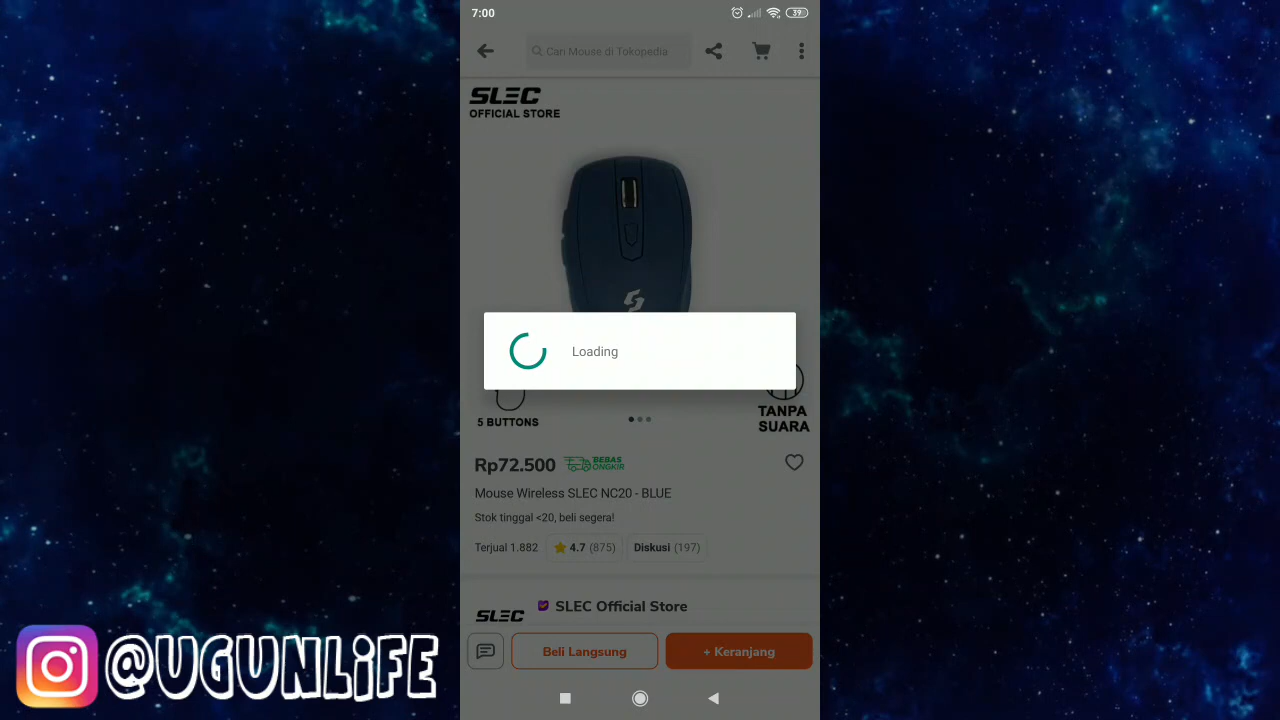 7:00
39
Cari Mouse di Tokopedia
SLEC
OFFICIAL STORE
Loading
5 BUTTONS
TANPA
SUARA
Rp72.500 BEBAS ONGKIR
Mouse Wireless SLEC NC20 - BLUE
Stok tinggal <20, beli segera!
Terjual 1.882 4.7 (875) Diskusi (197)
SLEC SLEC Official Store
Beli Langsung + Keranjang
@UGUNLiFE